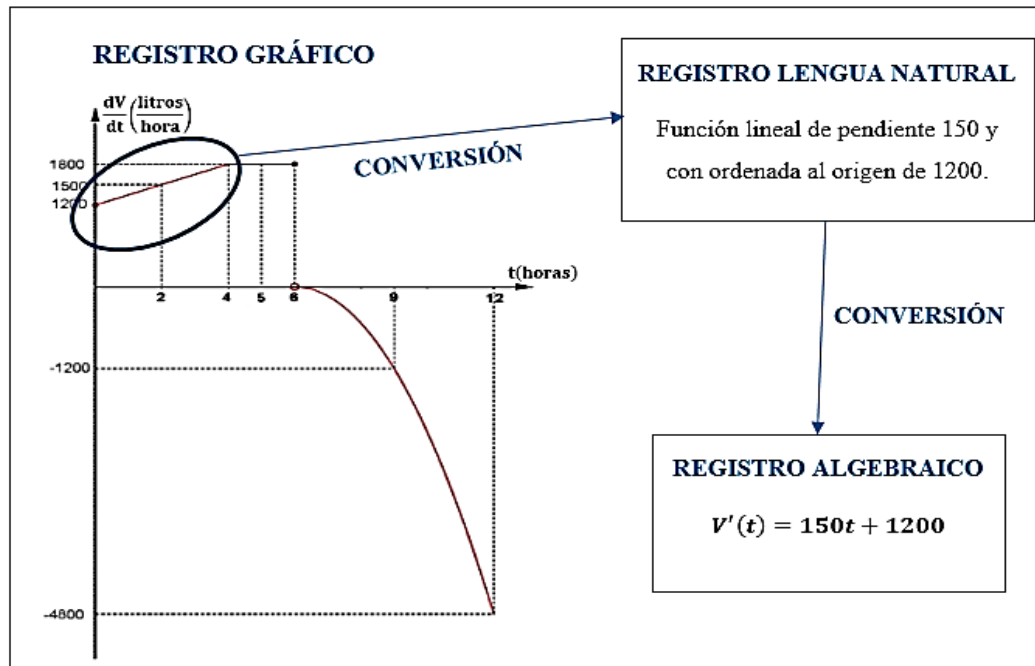 REGISTRO GRÁFICO
CONVERSIÓN
REGISTRO LENGUA NATURAL
Función lineal de pendiente 150 y
con ordenada al origen de 1200.
dV/dt (litros/hora)
1800
1500
1200
t(horas)
2 4 5 6 9 12
-1200
-4800
CONVERSIÓN
REGISTRO ALGEBRAICO
V'(t) = 150t + 1200